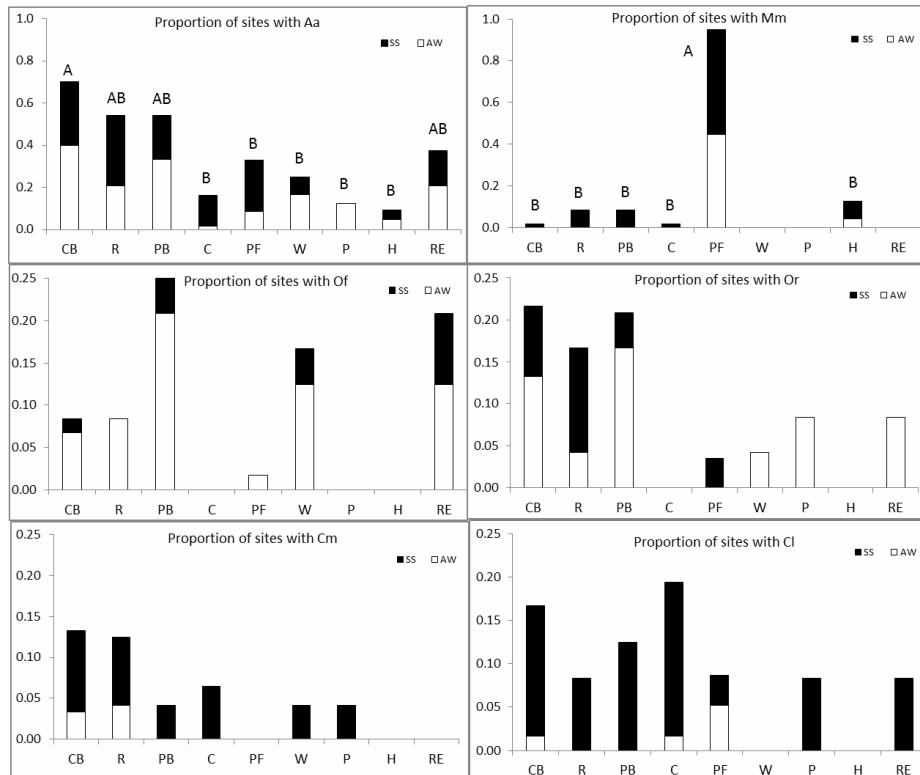 Proportion of sites with Aa
SS AW
1.0
0.8
0.6
0.4
0.2
0.0
A AB AB B B B B B AB
CB R PB C PF W P H RE
Proportion of sites with Mm
SS AW
1.0
0.8
0.6
0.4
0.2
0.0
B B B B A B
CB R PB C PF W P H RE
Proportion of sites with Of
SS AW
0.25
0.20
0.15
0.10
0.05
0.00
CB R PB C PF W P H RE
Proportion of sites with Or
SS AW
0.25
0.20
0.15
0.10
0.05
0.00
CB R PB C PF W P H RE
Proportion of sites with Cm
SS AW
0.25
0.20
0.15
0.10
0.05
0.00
CB R PB C PF W P H RE
Proportion of sites with Cl
SS AW
0.25
0.20
0.15
0.10
0.05
0.00
CB R PB C PF W P H RE